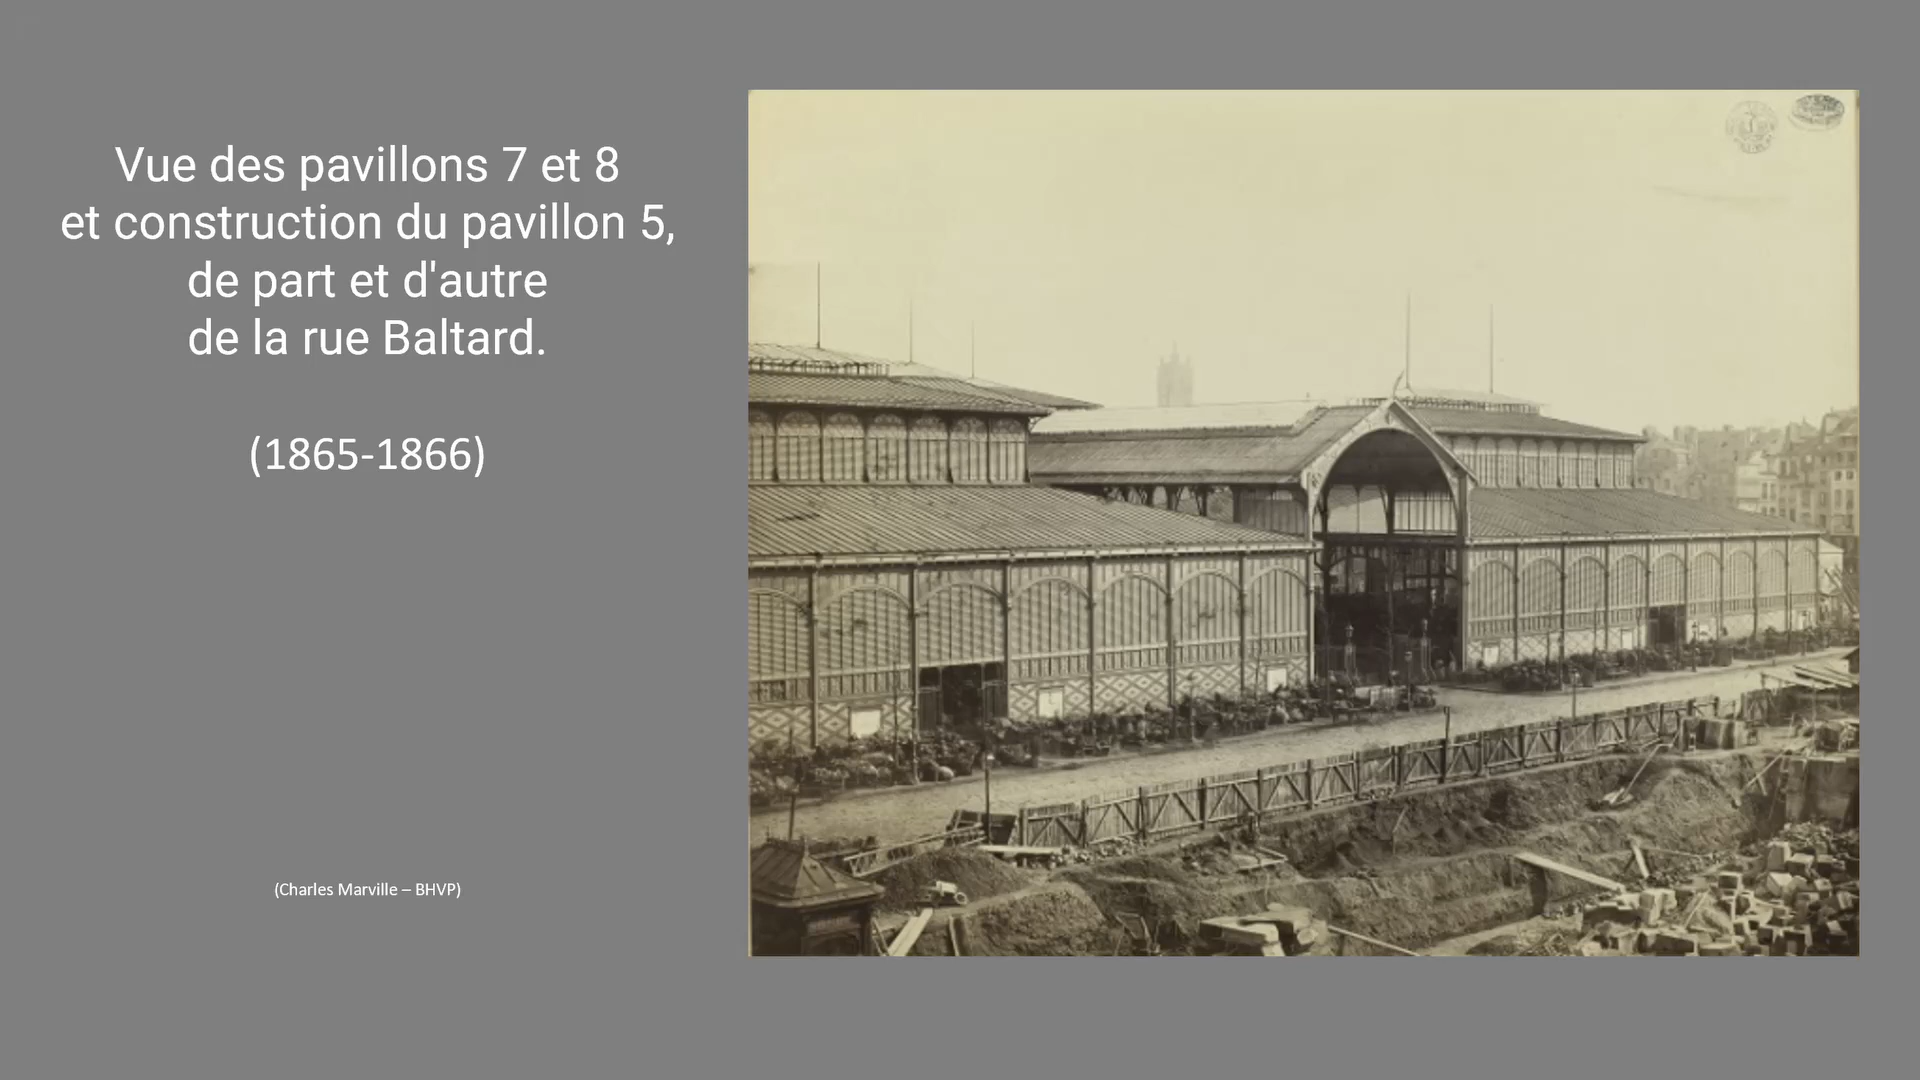 Vue des pavillons 7 et 8
et construction du pavillon 5,
de part et d'autre
de la rue Baltard.
(1865-1866)
(Charles Marville – BHVP)